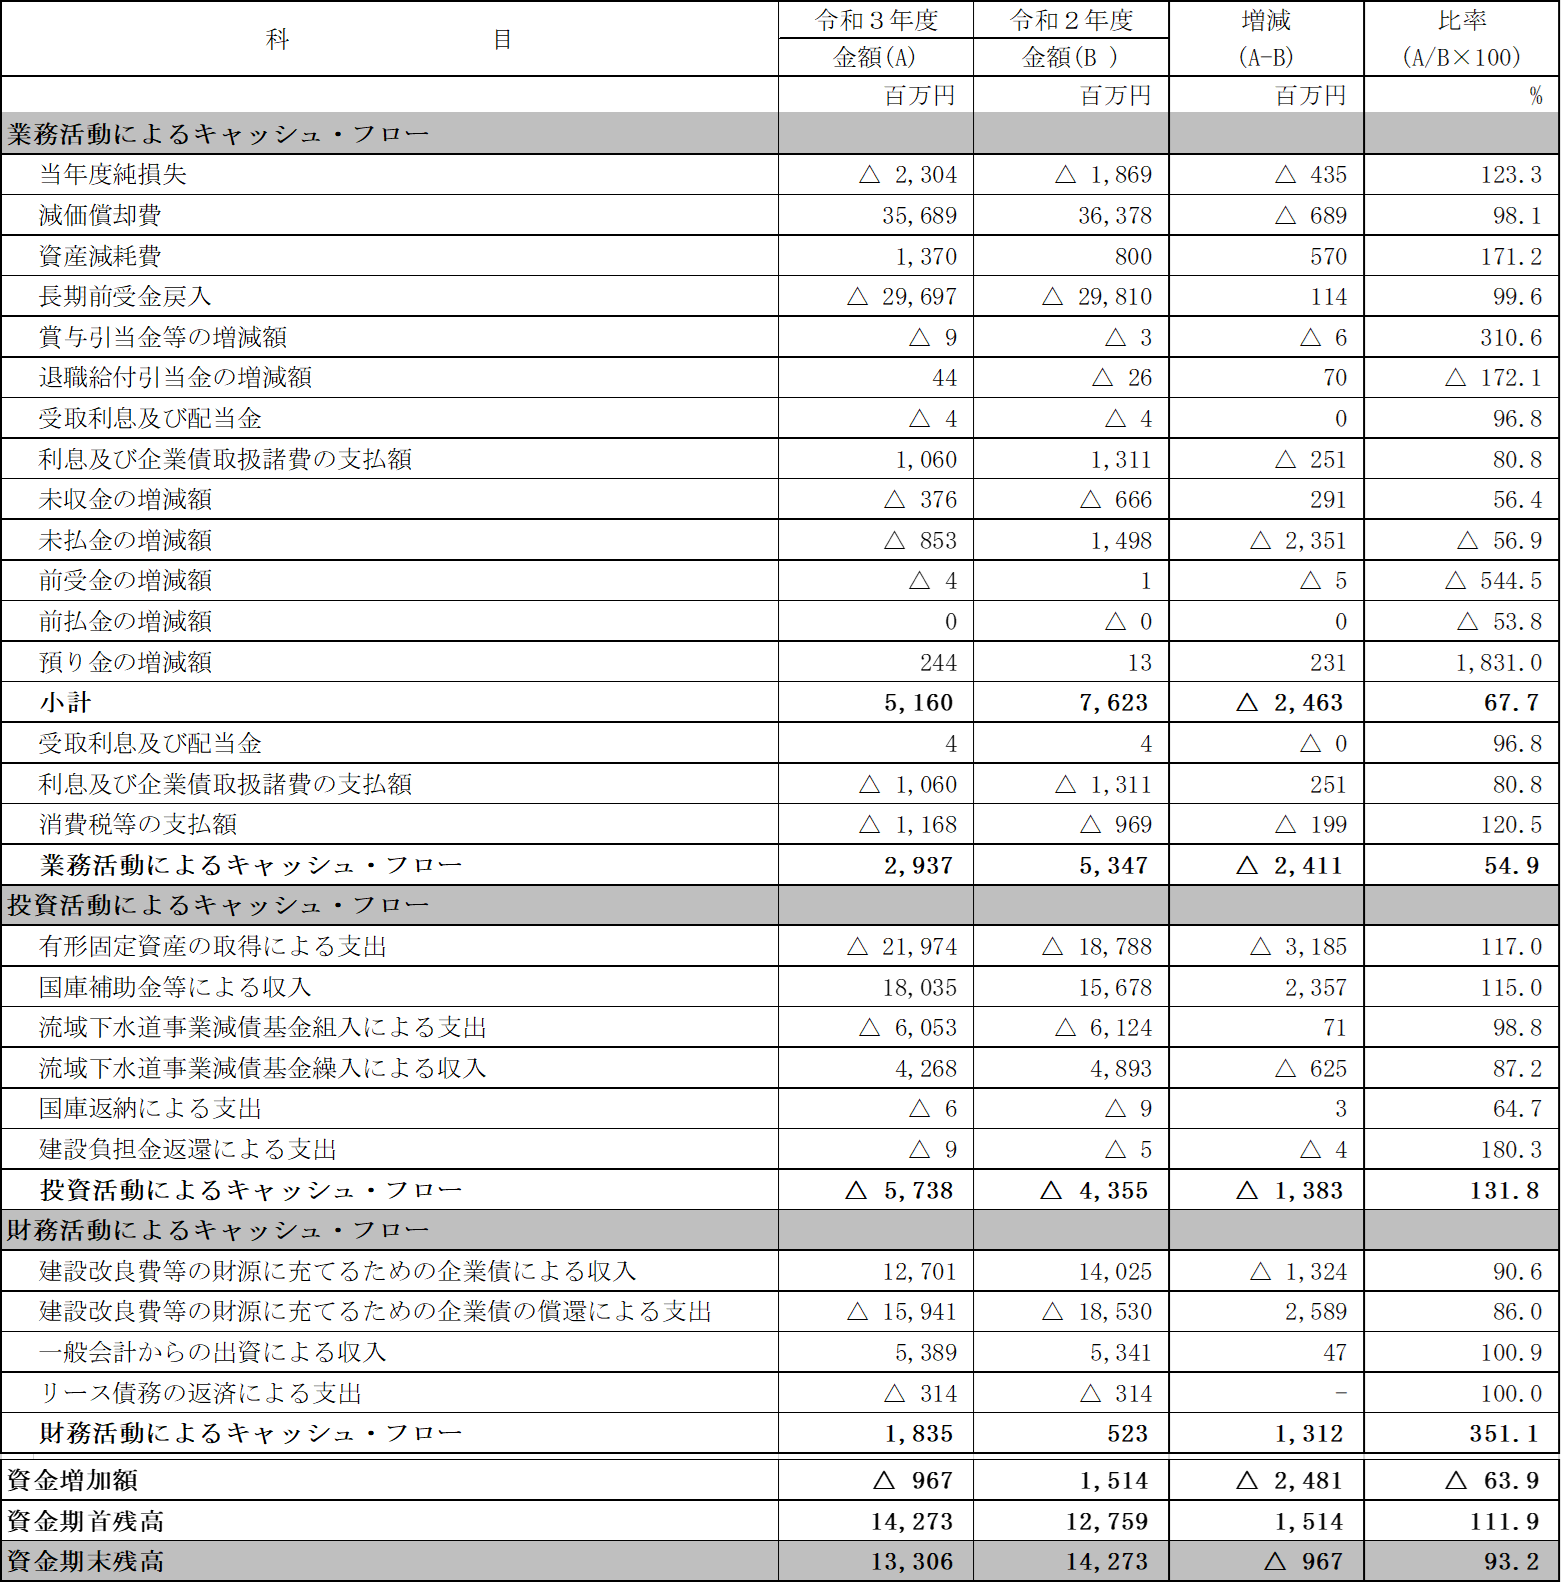 科 目 令和３年度 令和２年度 増減 比率
金額(A) 金額(B ) (A-B) (A/B×100)
百万円 百万円 百万円 %
業務活動によるキャッシュ・フロー
当年度純損失 △ 2,304 △ 1,869 △ 435 123.3
減価償却費 35,689 36,378 △ 689 98.1
資産減耗費 1,370 800 570 171.2
長期前受金戻入 △ 29,697 △ 29,810 114 99.6
賞与引当金等の増減額 △ 9 △ 3 △ 6 310.6
退職給付引当金の増減額 44 △ 26 70 △ 172.1
受取利息及び配当金 △ 4 △ 4 0 96.8
利息及び企業債取扱諸費の支払額 1,060 1,311 △ 251 80.8
未収金の増減額 △ 376 △ 666 291 56.4
未払金の増減額 △ 853 1,498 △ 2,351 △ 56.9
前受金の増減額 △ 4 1 △ 5 △ 544.5
前払金の増減額 0 △ 0 0 △ 53.8
預り金の増減額 244 13 231 1,831.0
小計 5,160 7,623 △ 2,463 67.7
受取利息及び配当金 4 4 △ 0 96.8
利息及び企業債取扱諸費の支払額 △ 1,060 △ 1,311 251 80.8
消費税等の支払額 △ 1,168 △ 969 △ 199 120.5
業務活動によるキャッシュ・フロー 2,937 5,347 △ 2,411 54.9
投資活動によるキャッシュ・フロー
有形固定資産の取得による支出 △ 21,974 △ 18,788 △ 3,185 117.0
国庫補助金等による収入 18,035 15,678 2,357 115.0
流域下水道事業減債基金組入による支出 △ 6,053 △ 6,124 71 98.8
流域下水道事業減債基金繰入による収入 4,268 4,893 △ 625 87.2
国庫返納による支出 △ 6 △ 9 3 64.7
建設負担金返還による支出 △ 9 △ 5 △ 4 180.3
投資活動によるキャッシュ・フロー △ 5,738 △ 4,355 △ 1,383 131.8
財務活動によるキャッシュ・フロー
建設改良費等の財源に充てるための企業債による収入 12,701 14,025 △ 1,324 90.6
建設改良費等の財源に充てるための企業債の償還による支出 △ 15,941 △ 18,530 2,589 86.0
一般会計からの出資による収入 5,389 5,341 47 100.9
リース債務の返済による支出 △ 314 △ 314 - 100.0
財務活動によるキャッシュ・フロー 1,835 523 1,312 351.1
資金増加額 △ 967 1,514 △ 2,481 △ 63.9
資金期首残高 14,273 12,759 1,514 111.9
資金期末残高 13,306 14,273 △ 967 93.2